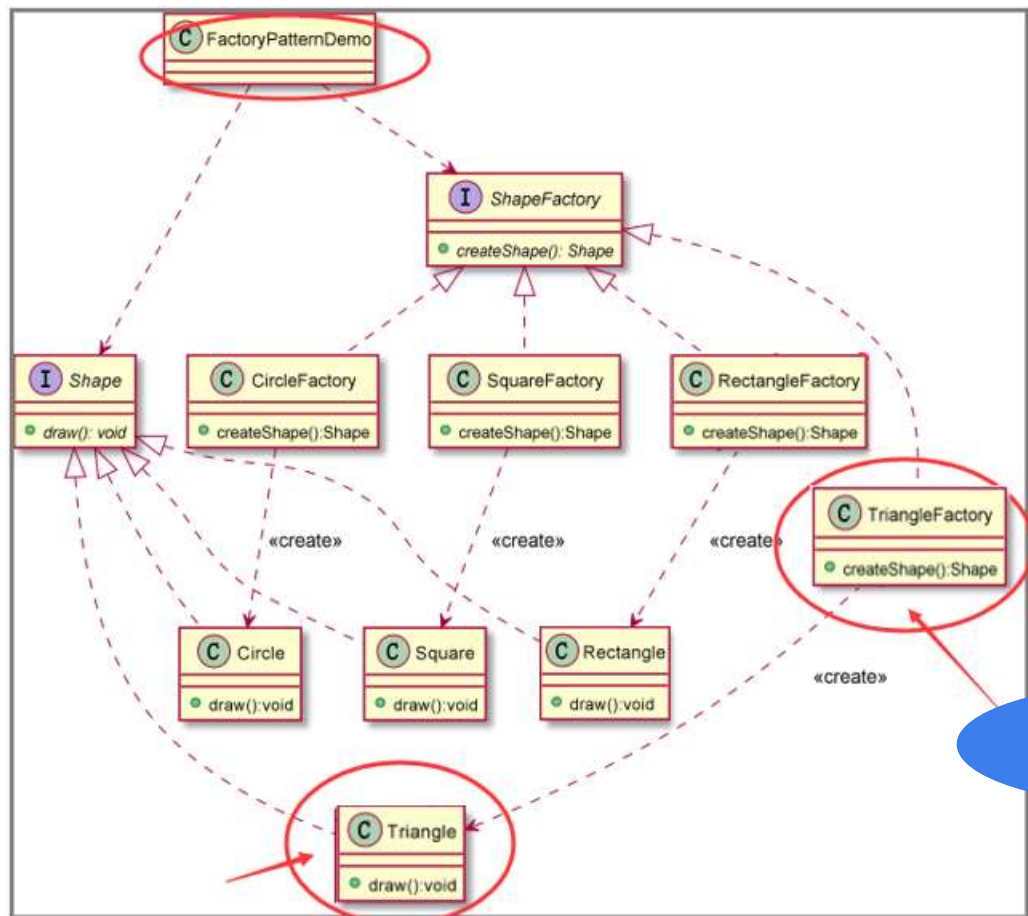 C FactoryPatternDemo
I ShapeFactory
createShape(): Shape
I Shape
draw(): void
C CircleFactory
createShape():Shape
C SquareFactory
createShape():Shape
C RectangleFactory
createShape():Shape
C TriangleFactory
createShape():Shape
«create»
«create»
«create»
«create»
C Circle
draw():void
C Square
draw():void
C Rectangle
draw():void
C Triangle
draw():void